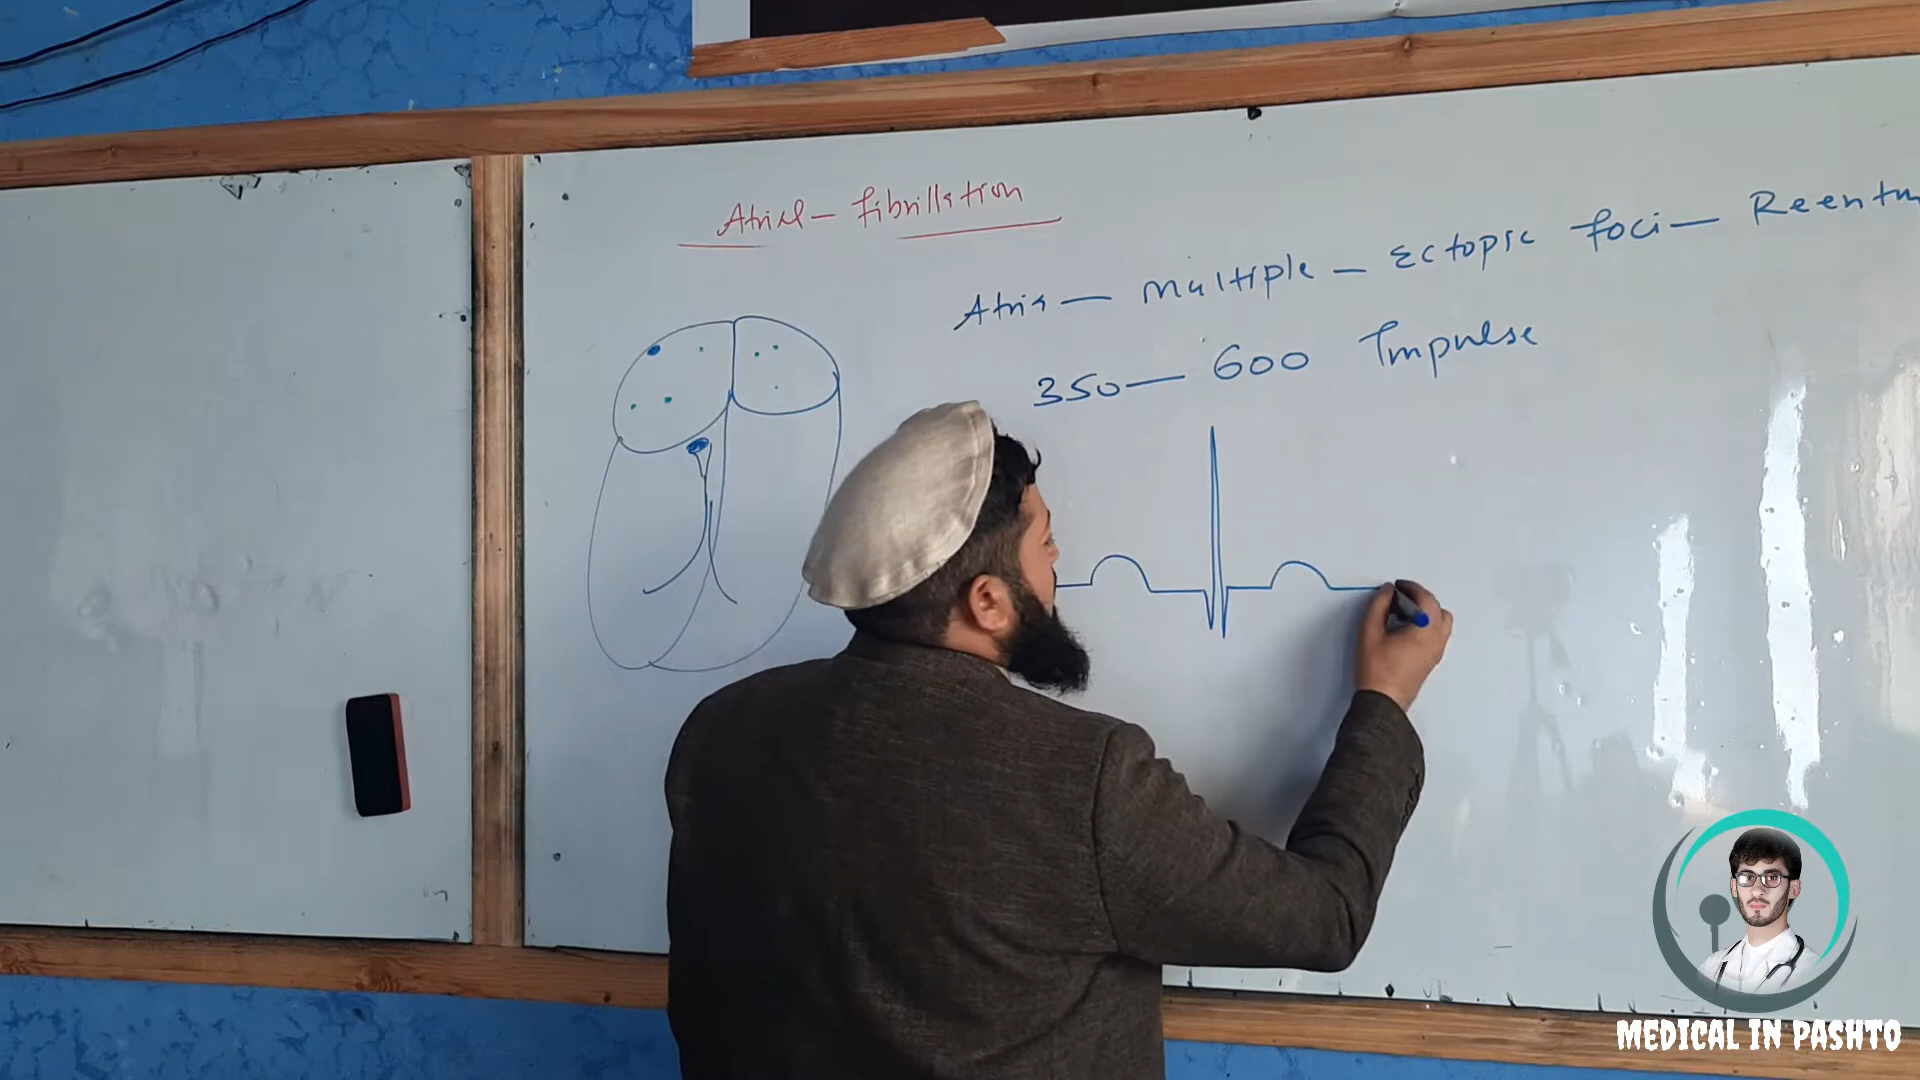 Atrial – fibrillation
Atria – Multiple – Ectopic foci – Reentr
350 – 600 Impulse
MEDICAL IN PASHTO